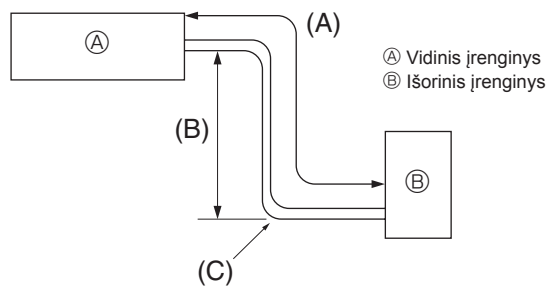 Ⓐ
(A)
Ⓐ Vidinis įrenginys
Ⓑ Išorinis įrenginys
(B)
Ⓑ
(C)